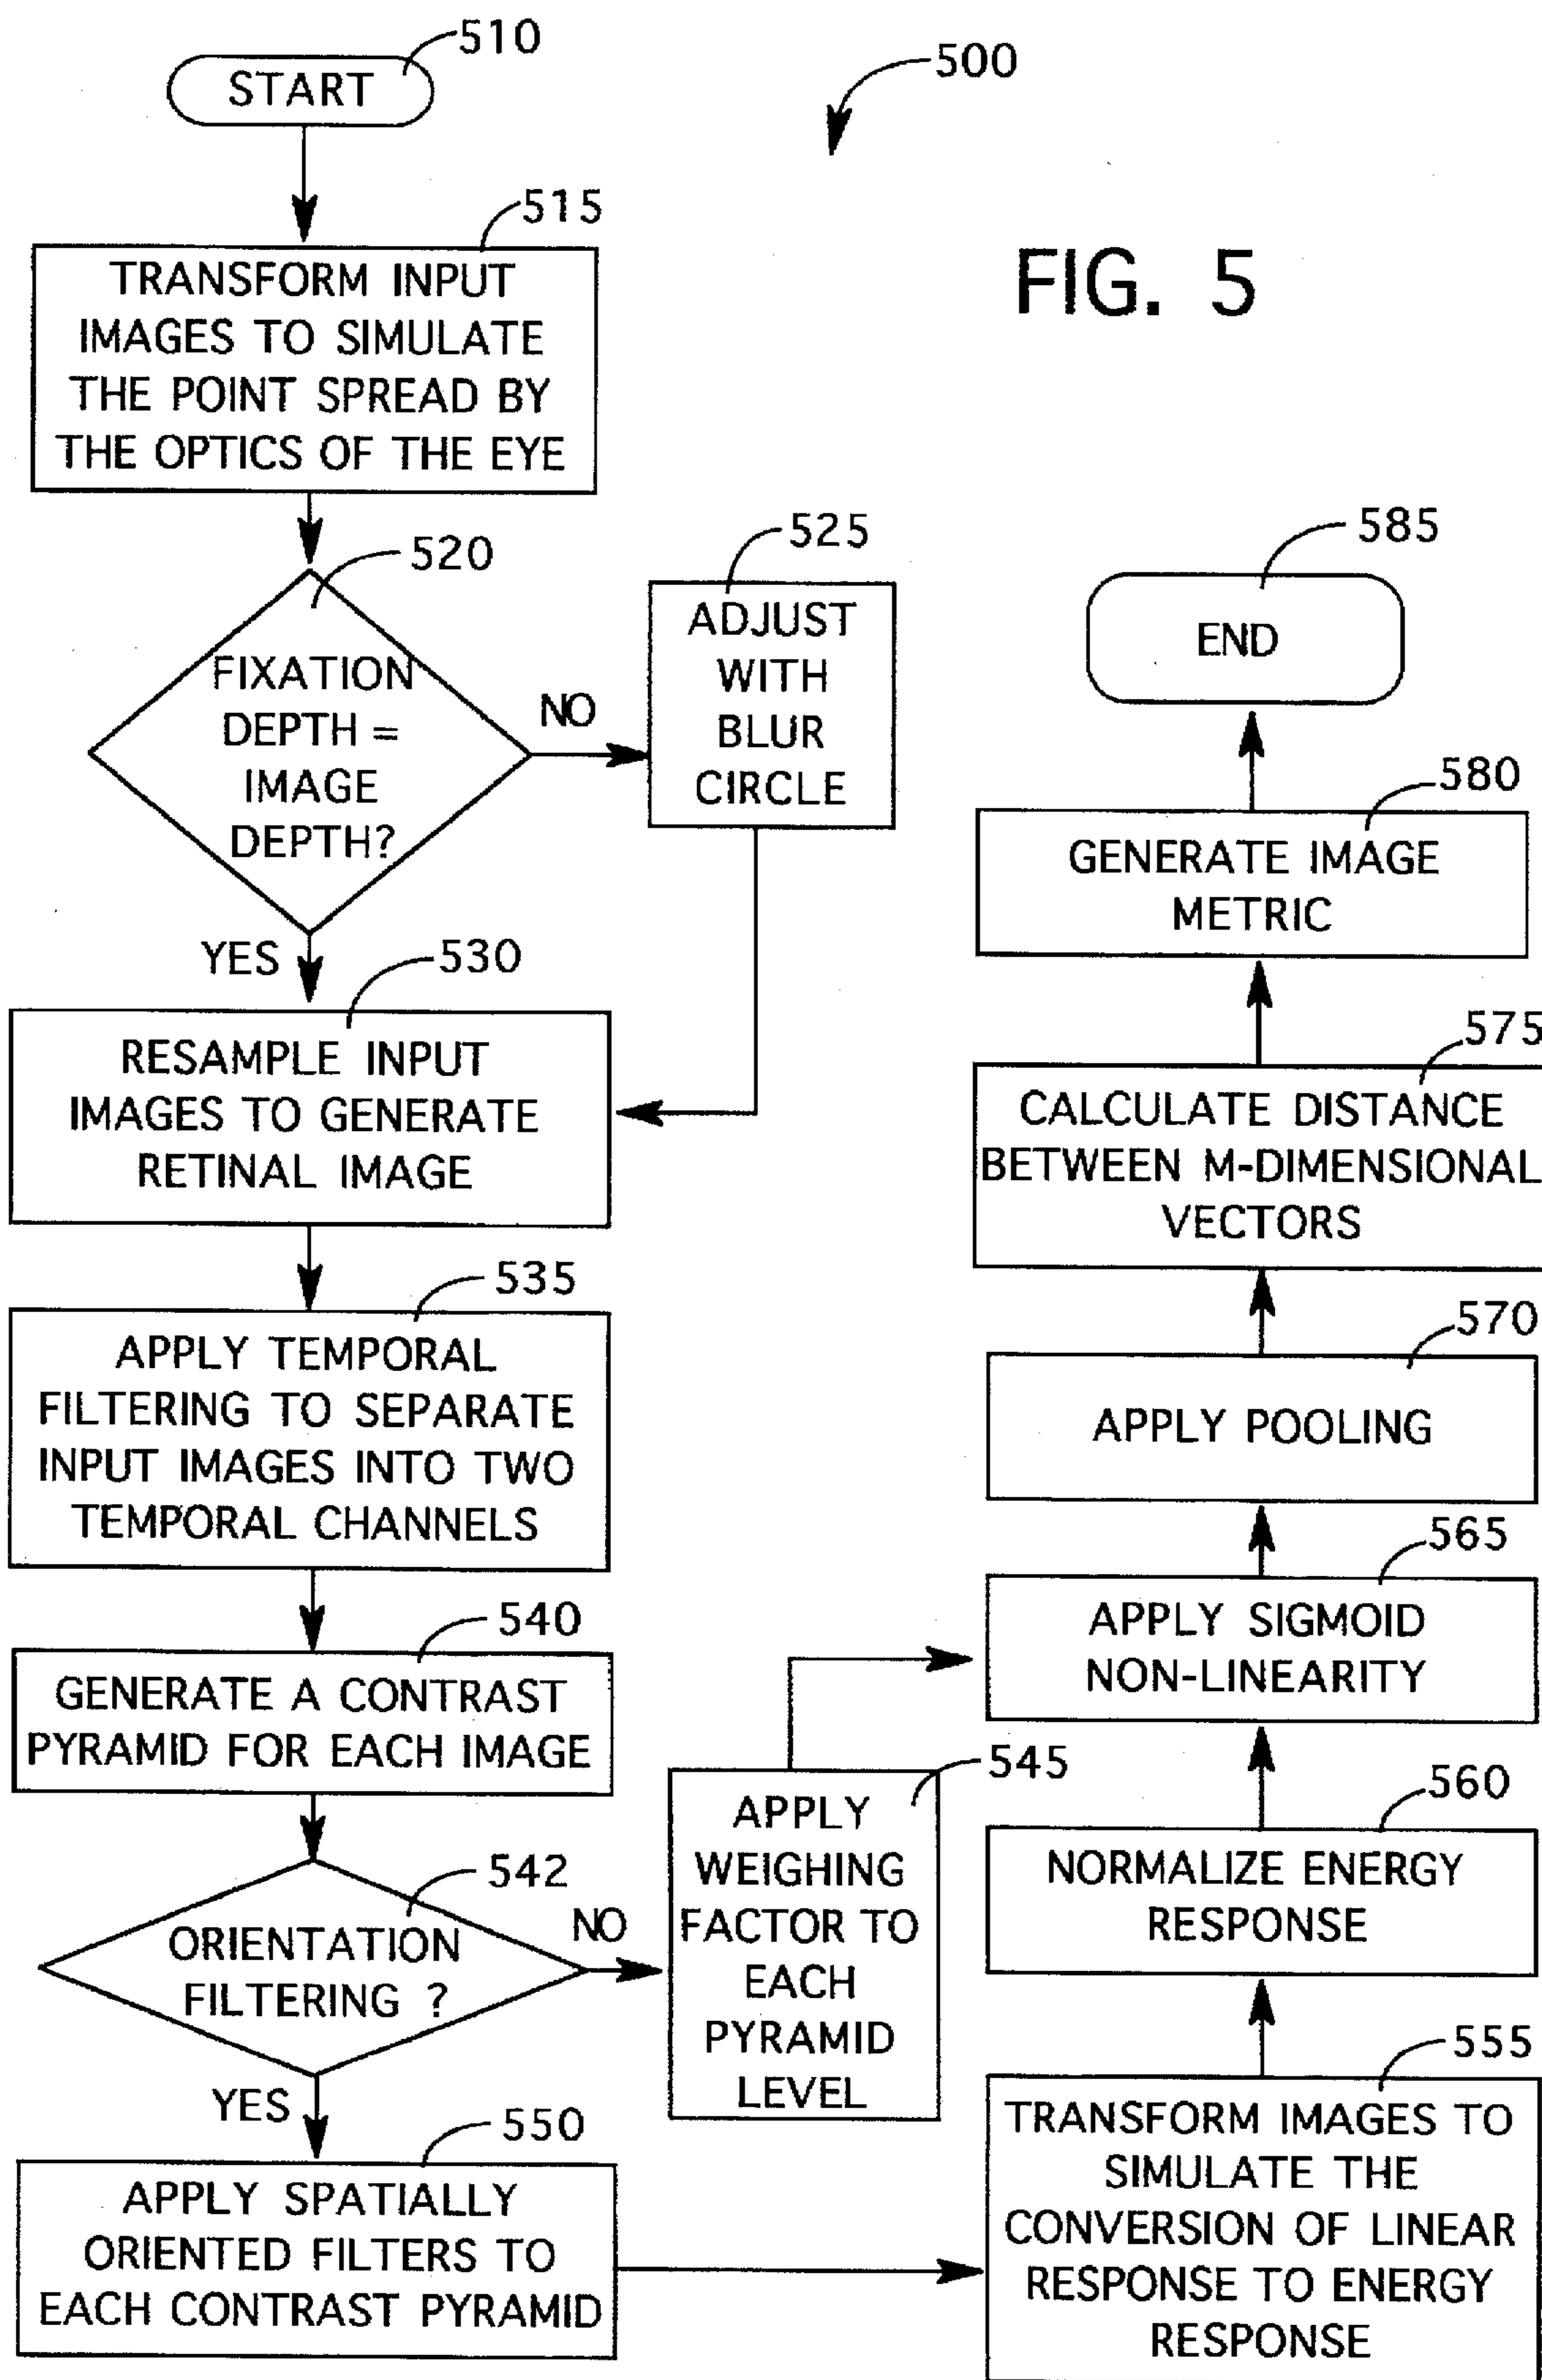 510
START
500
FIG. 5
515
TRANSFORM INPUT
IMAGES TO SIMULATE
THE POINT SPREAD BY
THE OPTICS OF THE EYE
520
FIXATION
DEPTH =
IMAGE
DEPTH?
NO
YES
525
ADJUST
WITH
BLUR
CIRCLE
530
RESAMPLE INPUT
IMAGES TO GENERATE
RETINAL IMAGE
535
APPLY TEMPORAL
FILTERING TO SEPARATE
INPUT IMAGES INTO TWO
TEMPORAL CHANNELS
540
GENERATE A CONTRAST
PYRAMID FOR EACH IMAGE
542
ORIENTATION
FILTERING ?
NO
YES
545
APPLY
WEIGHING
FACTOR TO
EACH
PYRAMID
LEVEL
550
APPLY SPATIALLY
ORIENTED FILTERS TO
EACH CONTRAST PYRAMID
555
TRANSFORM IMAGES TO
SIMULATE THE
CONVERSION OF LINEAR
RESPONSE TO ENERGY
RESPONSE
560
NORMALIZE ENERGY
RESPONSE
565
APPLY SIGMOID
NON-LINEARITY
570
APPLY POOLING
575
CALCULATE DISTANCE
BETWEEN M-DIMENSIONAL
VECTORS
580
GENERATE IMAGE
METRIC
585
END